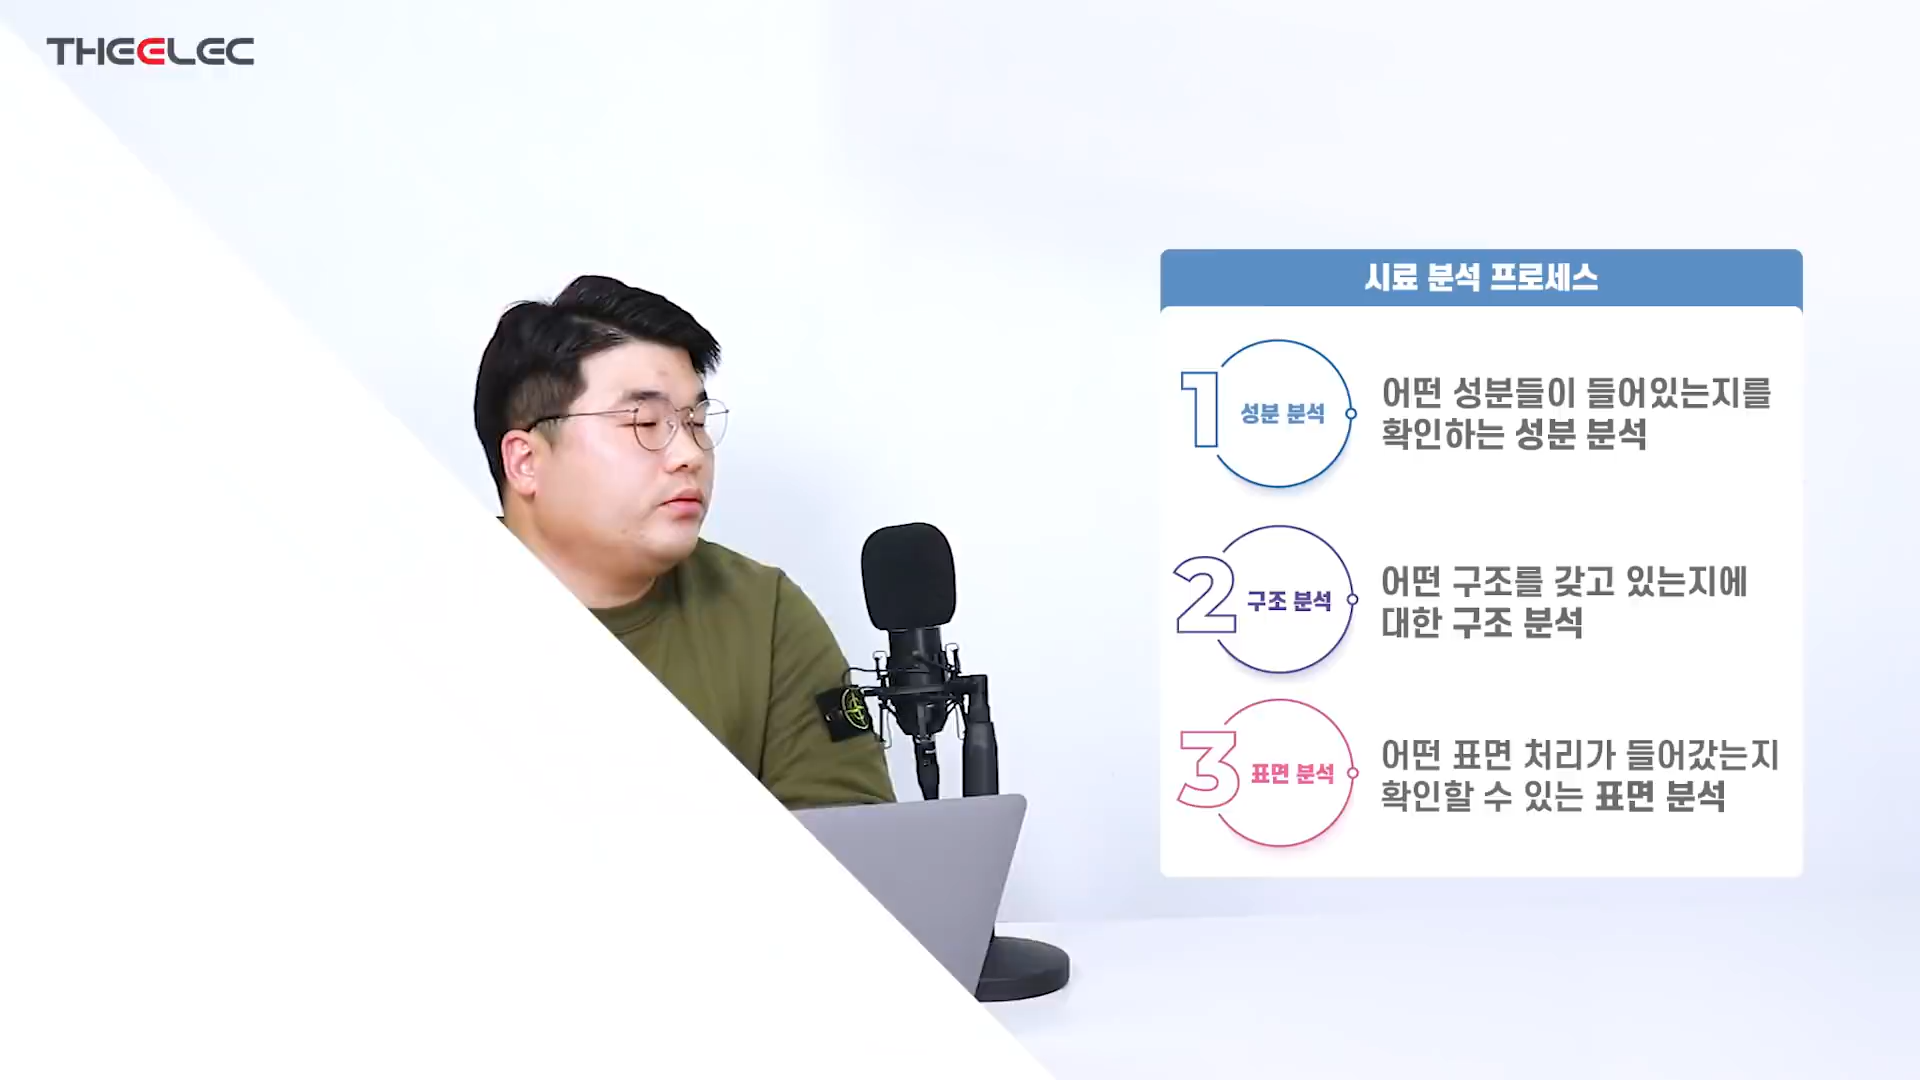 THEELEC
시료 분석 프로세스
1 성분 분석
어떤 성분들이 들어있는지를
확인하는 성분 분석
2 구조 분석
어떤 구조를 갖고 있는지에
대한 구조 분석
3 표면 분석
어떤 표면 처리가 들어갔는지
확인할 수 있는 표면 분석